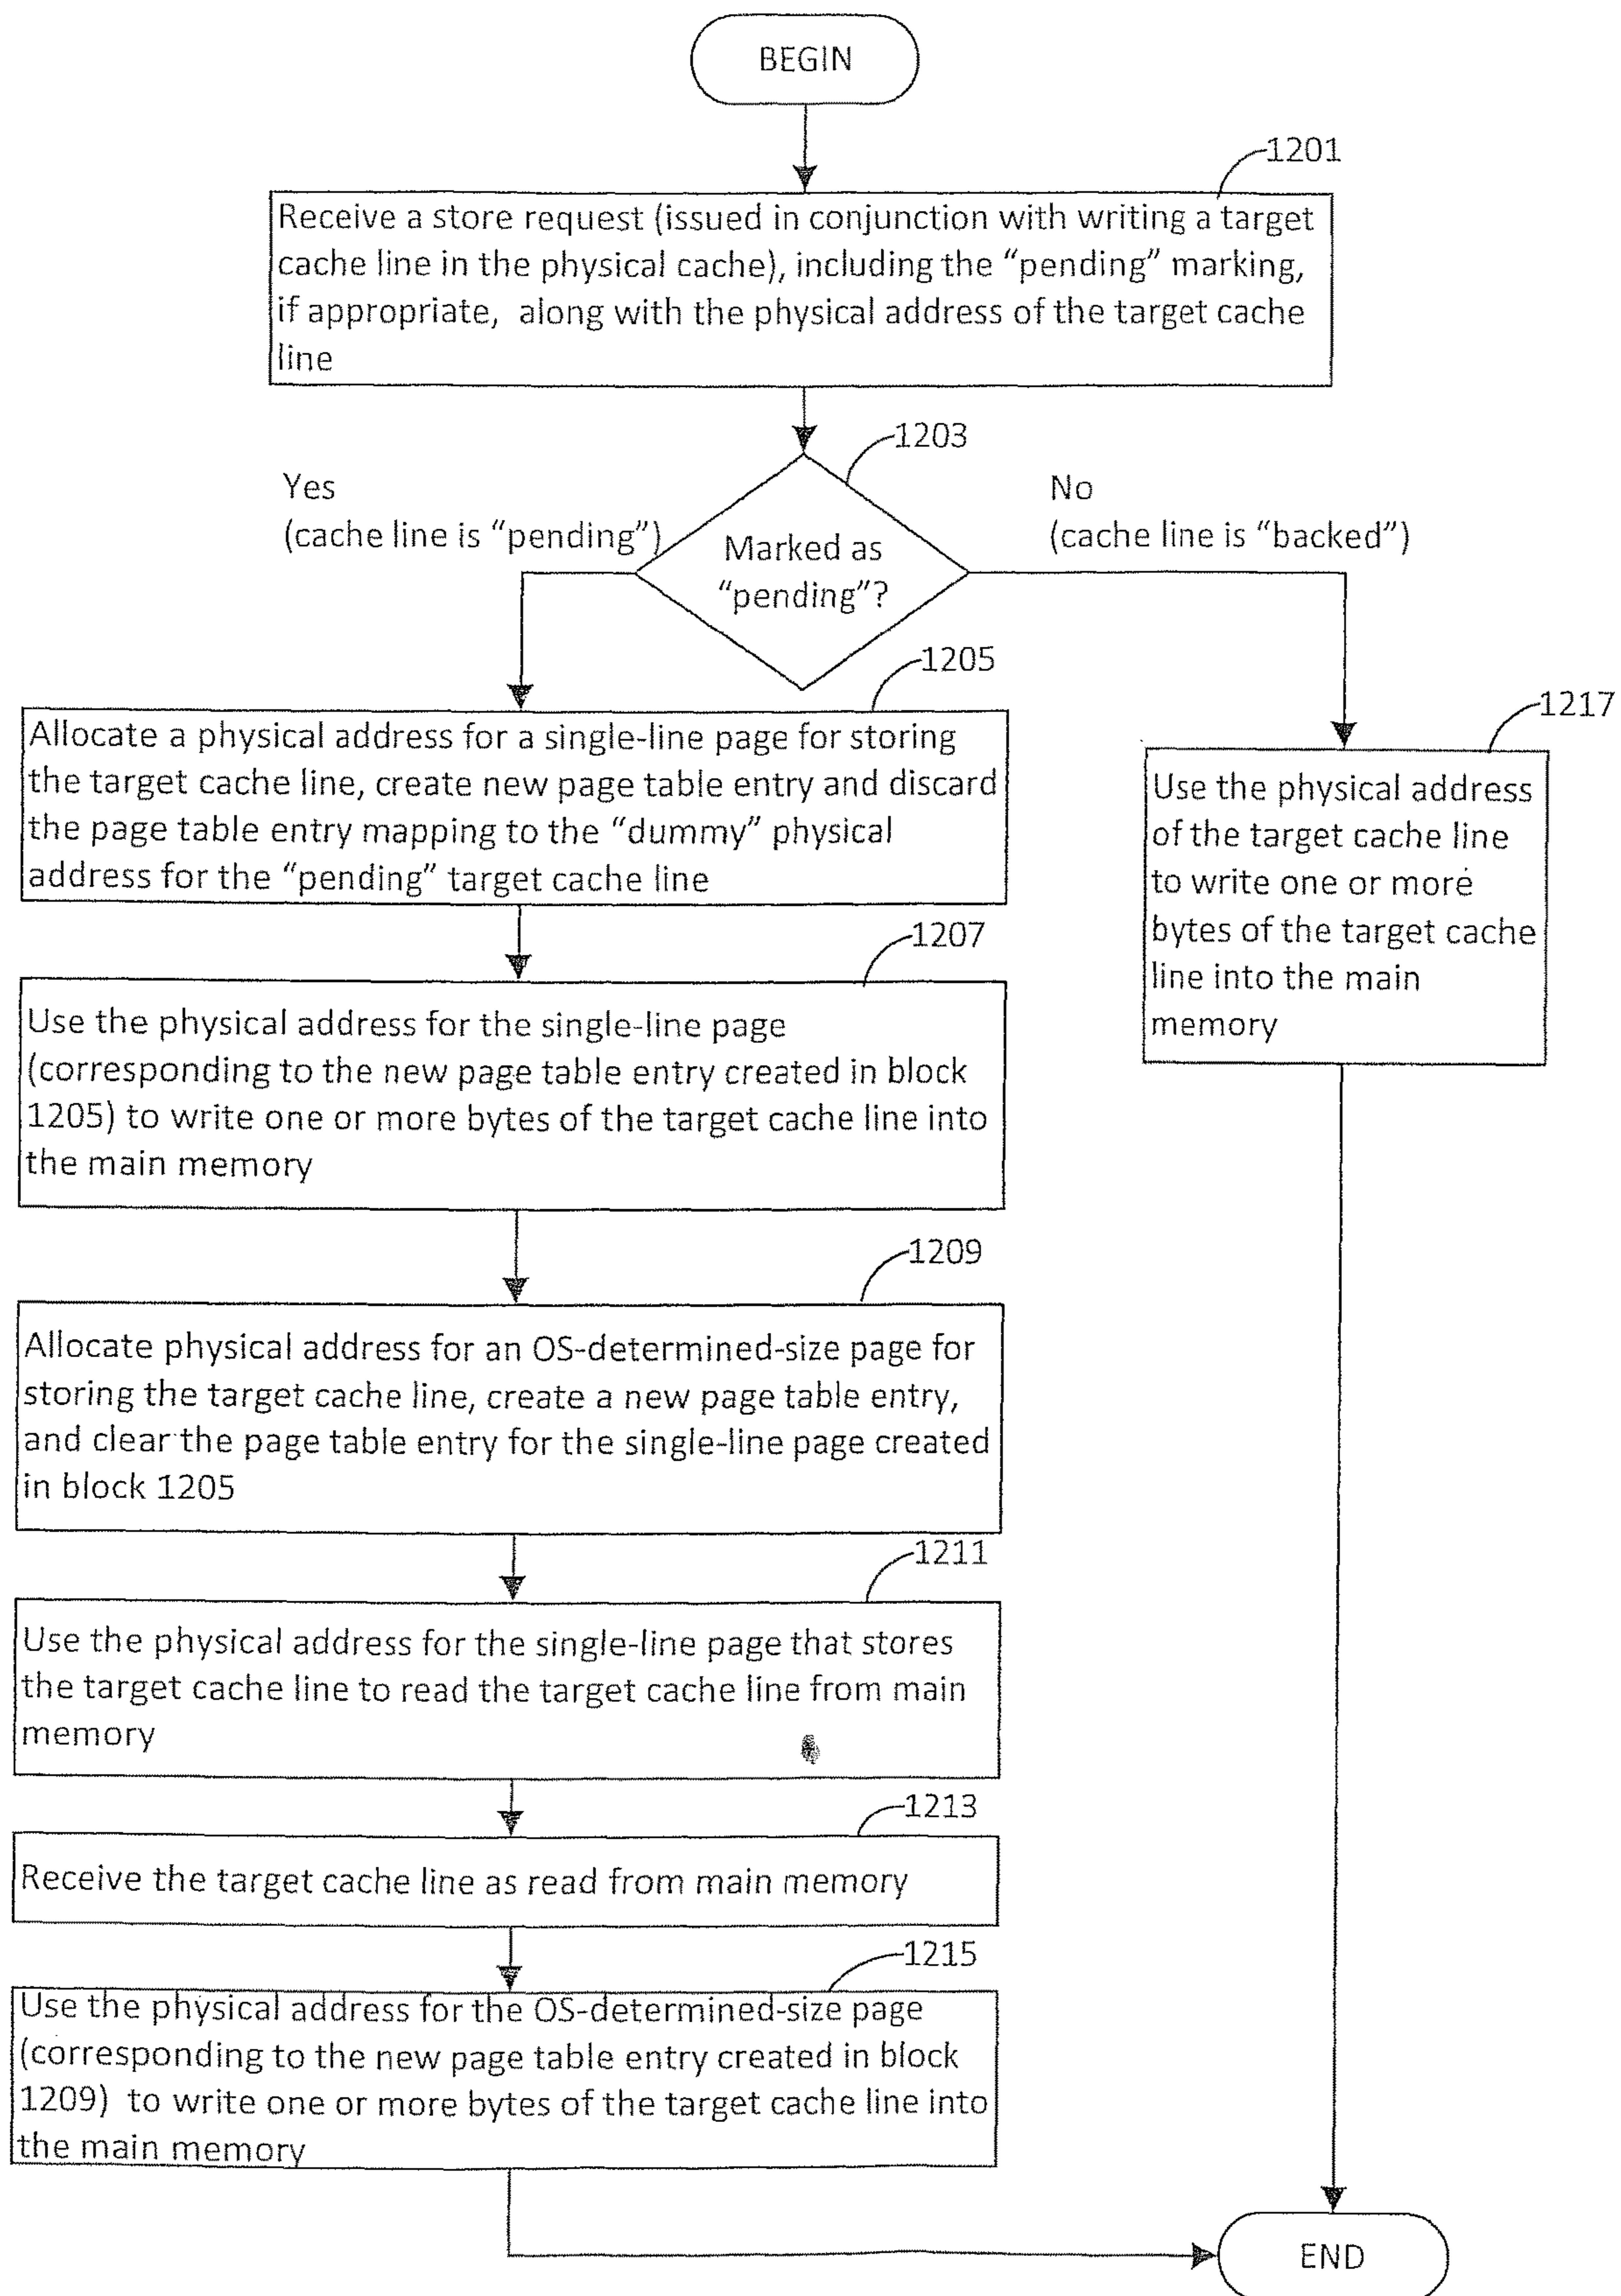 BEGIN
1201
Receive a store request (issued in conjunction with writing a target
cache line in the physical cache), including the “pending” marking,
if appropriate, along with the physical address of the target cache
line
1203
Yes
(cache line is “pending”)
No
(cache line is “backed”)
Marked as
“pending”?
1205
Allocate a physical address for a single-line page for storing
the target cache line, create new page table entry and discard
the page table entry mapping to the “dummy” physical
address for the “pending” target cache line
1217
Use the physical address
of the target cache line
to write one or more
bytes of the target cache
line into the main
memory
1207
Use the physical address for the single-line page
(corresponding to the new page table entry created in block
1205) to write one or more bytes of the target cache line into
the main memory
1209
Allocate physical address for an OS-determined-size page for
storing the target cache line, create a new page table entry,
and clear the page table entry for the single-line page created
in block 1205
1211
Use the physical address for the single-line page that stores
the target cache line to read the target cache line from main
memory
1213
Receive the target cache line as read from main memory
1215
Use the physical address for the OS-determined-size page
(corresponding to the new page table entry created in block
1209) to write one or more bytes of the target cache line into
the main memory
END